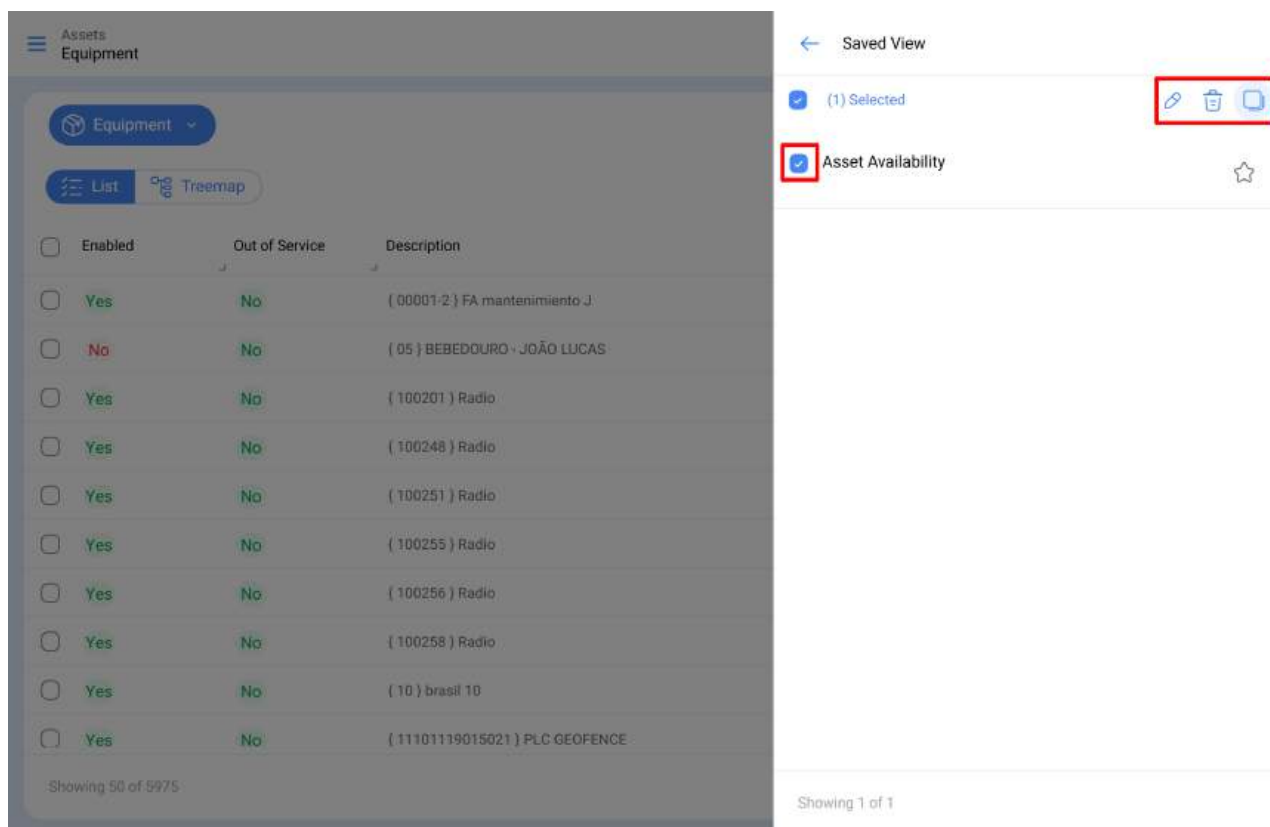 Assets
Equipment
Equipment
List Treemap
Enabled Out of Service Description
Yes No { 00001-2 } FA mantenimiento J
No No { 05 } BEBEDOURO - JOÃO LUCAS
Yes No { 100201 } Radio
Yes No { 100248 } Radio
Yes No { 100251 } Radio
Yes No { 100255 } Radio
Yes No { 100256 } Radio
Yes No { 100258 } Radio
Yes No { 10 } brasil 10
Yes No { 11101119015021 } PLC GEOFENCE
Showing 50 of 5975
Saved View
(1) Selected
Asset Availability
Showing 1 of 1